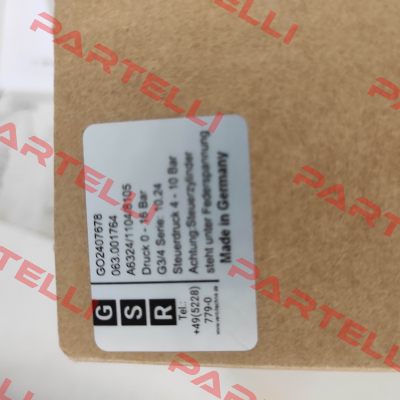 PARTELLI
GO2407678
063.001764
A6324/1104/8105
Druck 0 - 16 Bar
G3/4 Serie: 10.24
Steuerdruck 4 - 10 Bar
Achtung:Steuerzylinder
steht unter Federspannung
Made in Germany
G S R
Tel.:
+49(5228)
779-0
PARTELLI
PARTELLI
PARTELLI